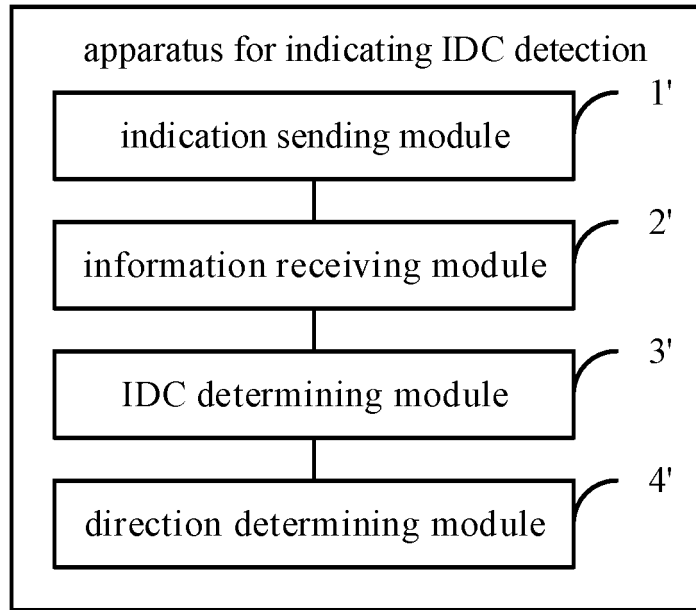 apparatus for indicating IDC detection
1'
indication sending module
2'
information receiving module
3'
IDC determining module
4'
direction determining module